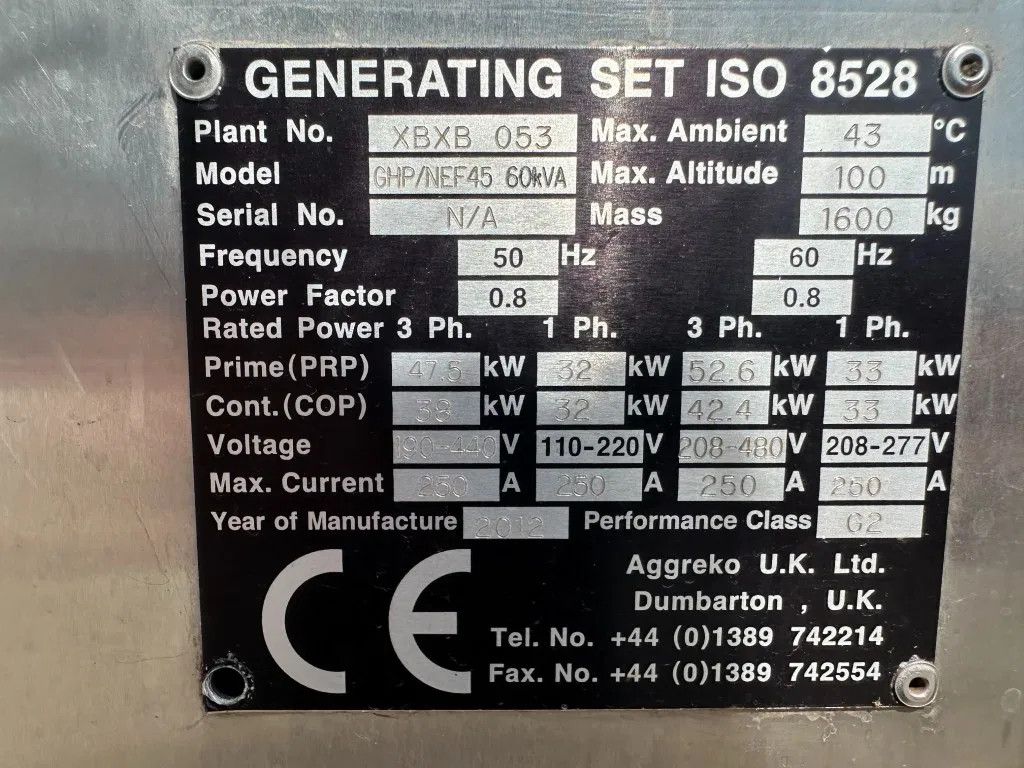 GENERATING SET ISO 8528
Plant No. XBXB 053 Max. Ambient 43 °C
Model GHP/NEF45 60kVA Max. Altitude 100 m
Serial No. N/A Mass 1600 kg
Frequency 50 Hz 60 Hz
Power Factor 0.8 0.8
Rated Power 3 Ph. 1 Ph. 3 Ph. 1 Ph.
Prime(PRP) 47.5 kW 32 kW 52.6 kW 33 kW
Cont.(COP) 38 kW 32 kW 42.4 kW 33 kW
Voltage 190-440 V 110-220 V 208-480 V 208-277 V
Max. Current 250 A 250 A 250 A 250 A
Year of Manufacture 2012 Performance Class G2
CE
Aggreko U.K. Ltd.
Dumbarton , U.K.
Tel. No. +44 (0)1389 742214
Fax. No. +44 (0)1389 742554